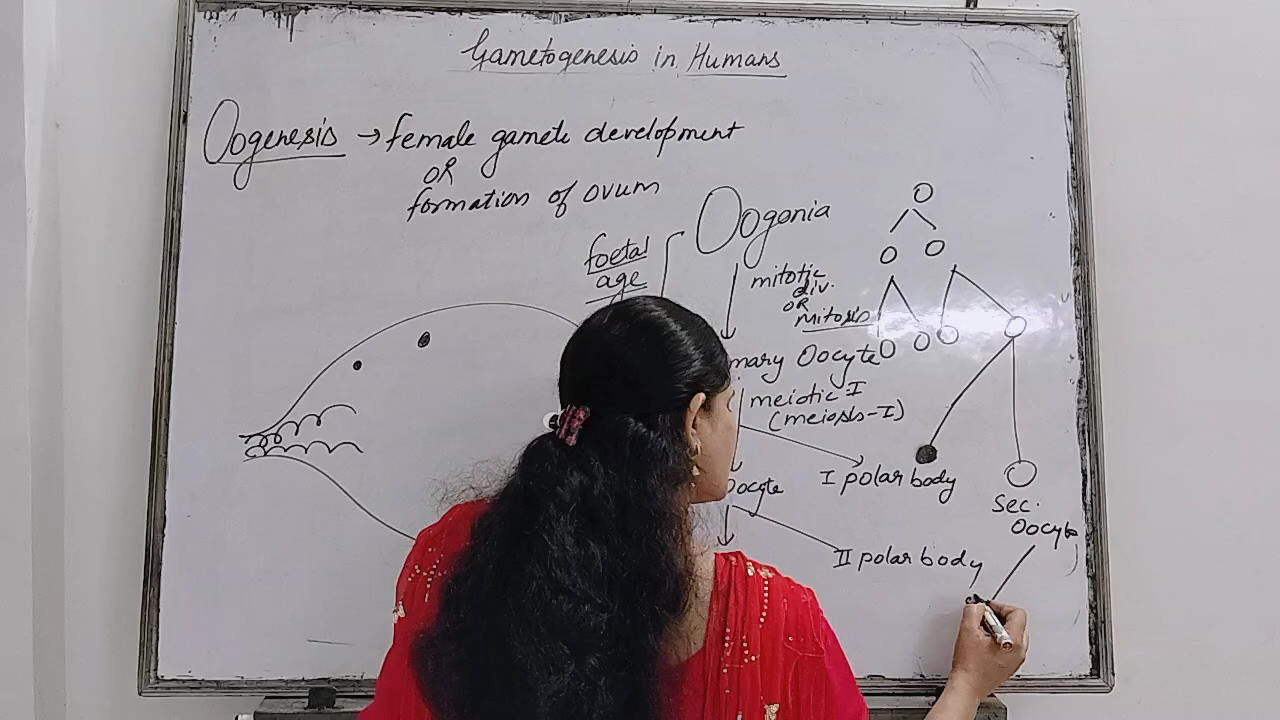 Gametogenesis in Humans
Oogenesis → female gamete development
OR
formation of ovum
Oogonia
foetal
age
mitotic
div.
OR
mitosis
mary Oocyte
meiotic-I
(meiosis-I)
I polar body
Oocyte
Sec.
Oocyte
II polar body